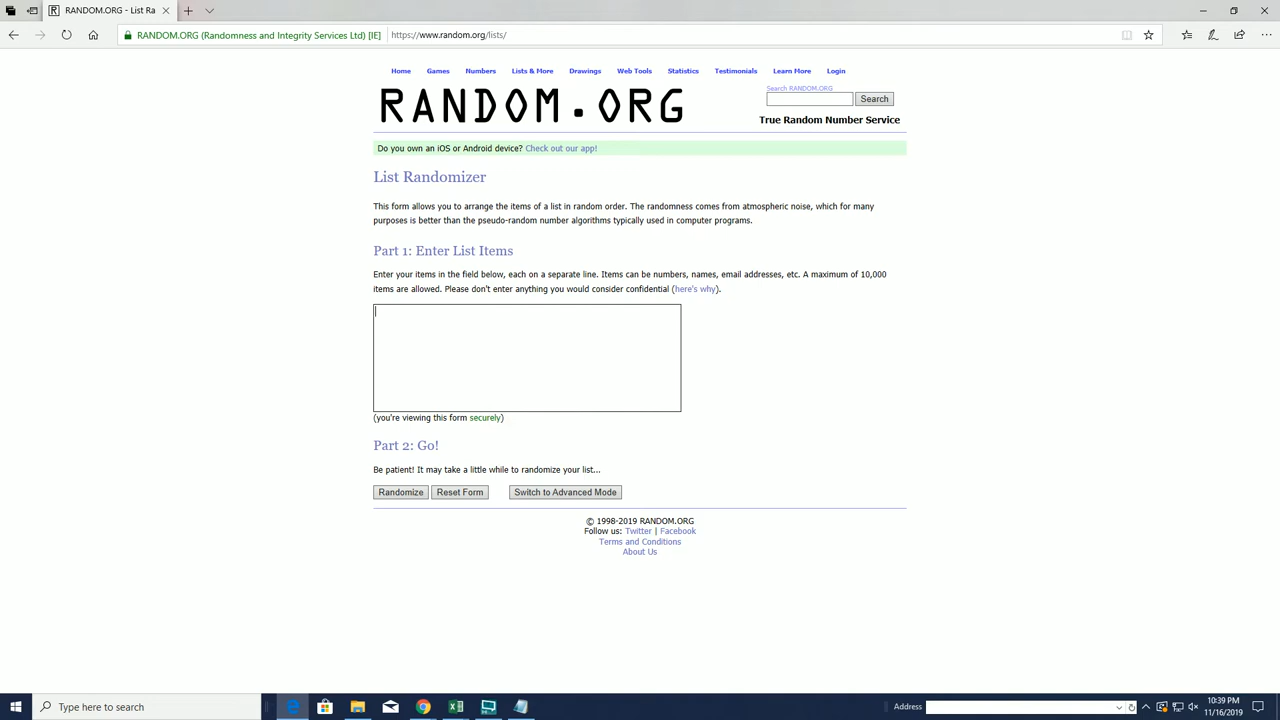 RANDOM.ORG - List Ra
RANDOM.ORG (Randomness and Integrity Services Ltd) [IE]
https://www.random.org/lists/
Home Games Numbers Lists & More Drawings Web Tools Statistics Testimonials Learn More Login
RANDOM.ORG
Search RANDOM.ORG
Search
True Random Number Service
Do you own an iOS or Android device? Check out our app!
List Randomizer
This form allows you to arrange the items of a list in random order. The randomness comes from atmospheric noise, which for many
purposes is better than the pseudo-random number algorithms typically used in computer programs.
Part 1: Enter List Items
Enter your items in the field below, each on a separate line. Items can be numbers, names, email addresses, etc. A maximum of 10,000
items are allowed. Please don't enter anything you would consider confidential (here's why).
(you're viewing this form securely)
Part 2: Go!
Be patient! It may take a little while to randomize your list...
Randomize Reset Form Switch to Advanced Mode
© 1998-2019 RANDOM.ORG
Follow us: Twitter | Facebook
Terms and Conditions
About Us
Type here to search
Address
10:39 PM
11/16/2019